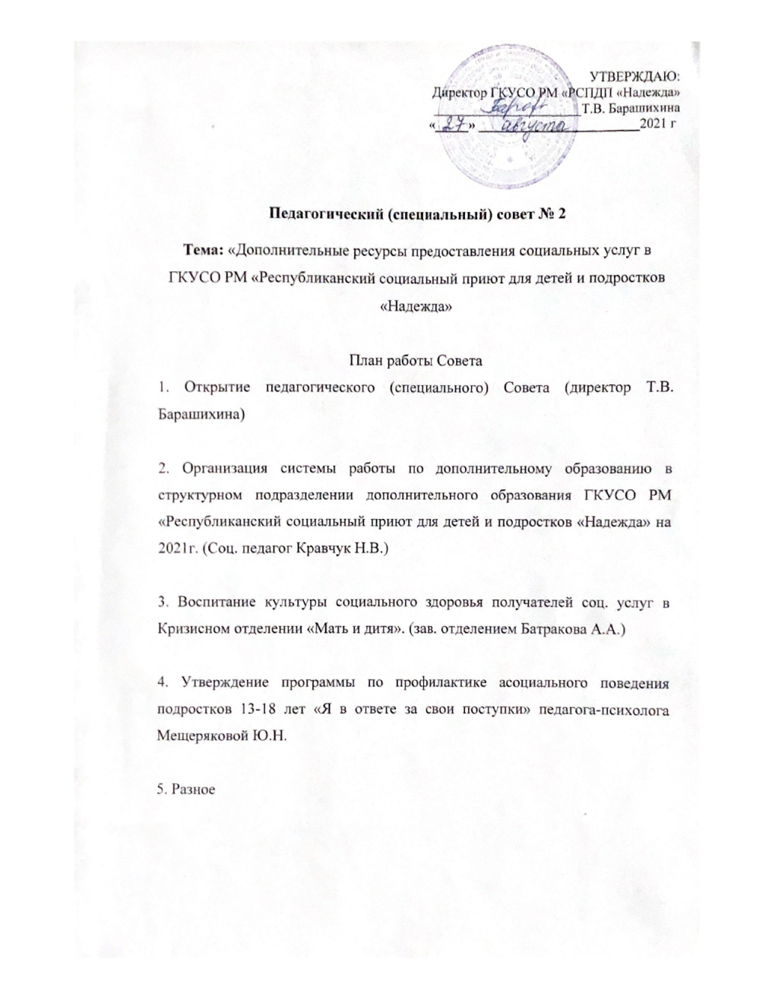 УТВЕРЖДАЮ:
Директор ГКУСО РМ «РСПДП «Надежда»
Т.В. Барашихина
« 27 » августа 2021 г
Педагогический (специальный) совет № 2
Тема: «Дополнительные ресурсы предоставления социальных услуг в
ГКУСО РМ «Республиканский социальный приют для детей и подростков
«Надежда»
План работы Совета
1. Открытие педагогического (специального) Совета (директор Т.В.
Барашихина)
2. Организация системы работы по дополнительному образованию в
структурном подразделении дополнительного образования ГКУСО РМ
«Республиканский социальный приют для детей и подростков «Надежда» на
2021г. (Соц. педагог Кравчук Н.В.)
3. Воспитание культуры социального здоровья получателей соц. услуг в
Кризисном отделении «Мать и дитя». (зав. отделением Батракова А.А.)
4. Утверждение программы по профилактике асоциального поведения
подростков 13-18 лет «Я в ответе за свои поступки» педагога-психолога
Мещеряковой Ю.Н.
5. Разное